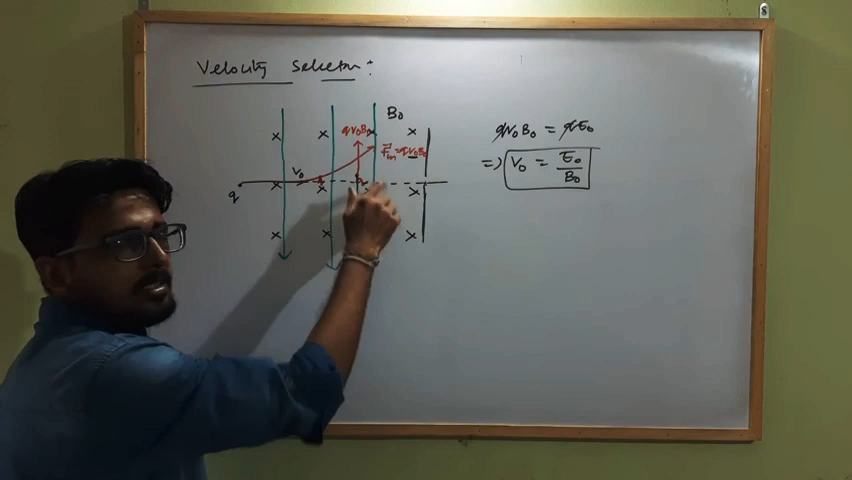 Velocity Selector :
B₀
qv₀B₀
v₀
q
qv₀B₀ = qE₀
=> v₀ = E₀/B₀